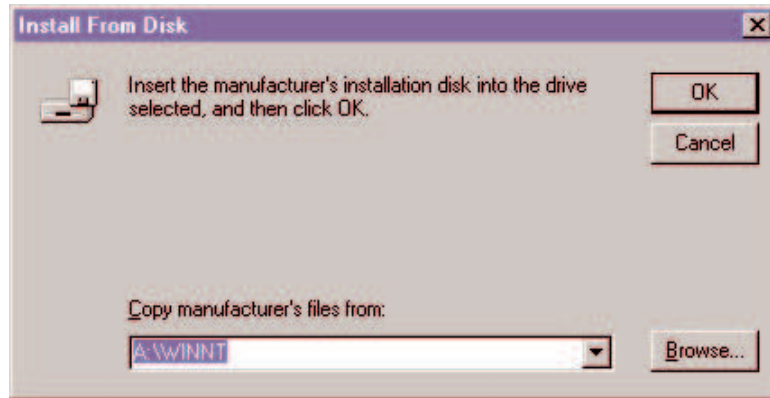 Install From Disk
Insert the manufacturer's installation disk into the drive
selected, and then click OK.
OK
Cancel
Copy manufacturer's files from:
A:\WINNT
Browse...